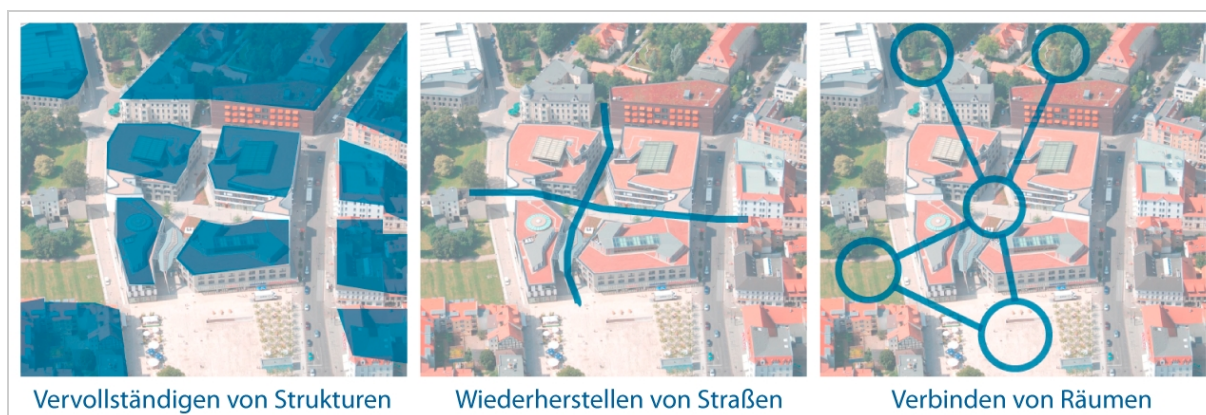 Vervollständigen von Strukturen
Wiederherstellen von Straßen
Verbinden von Räumen